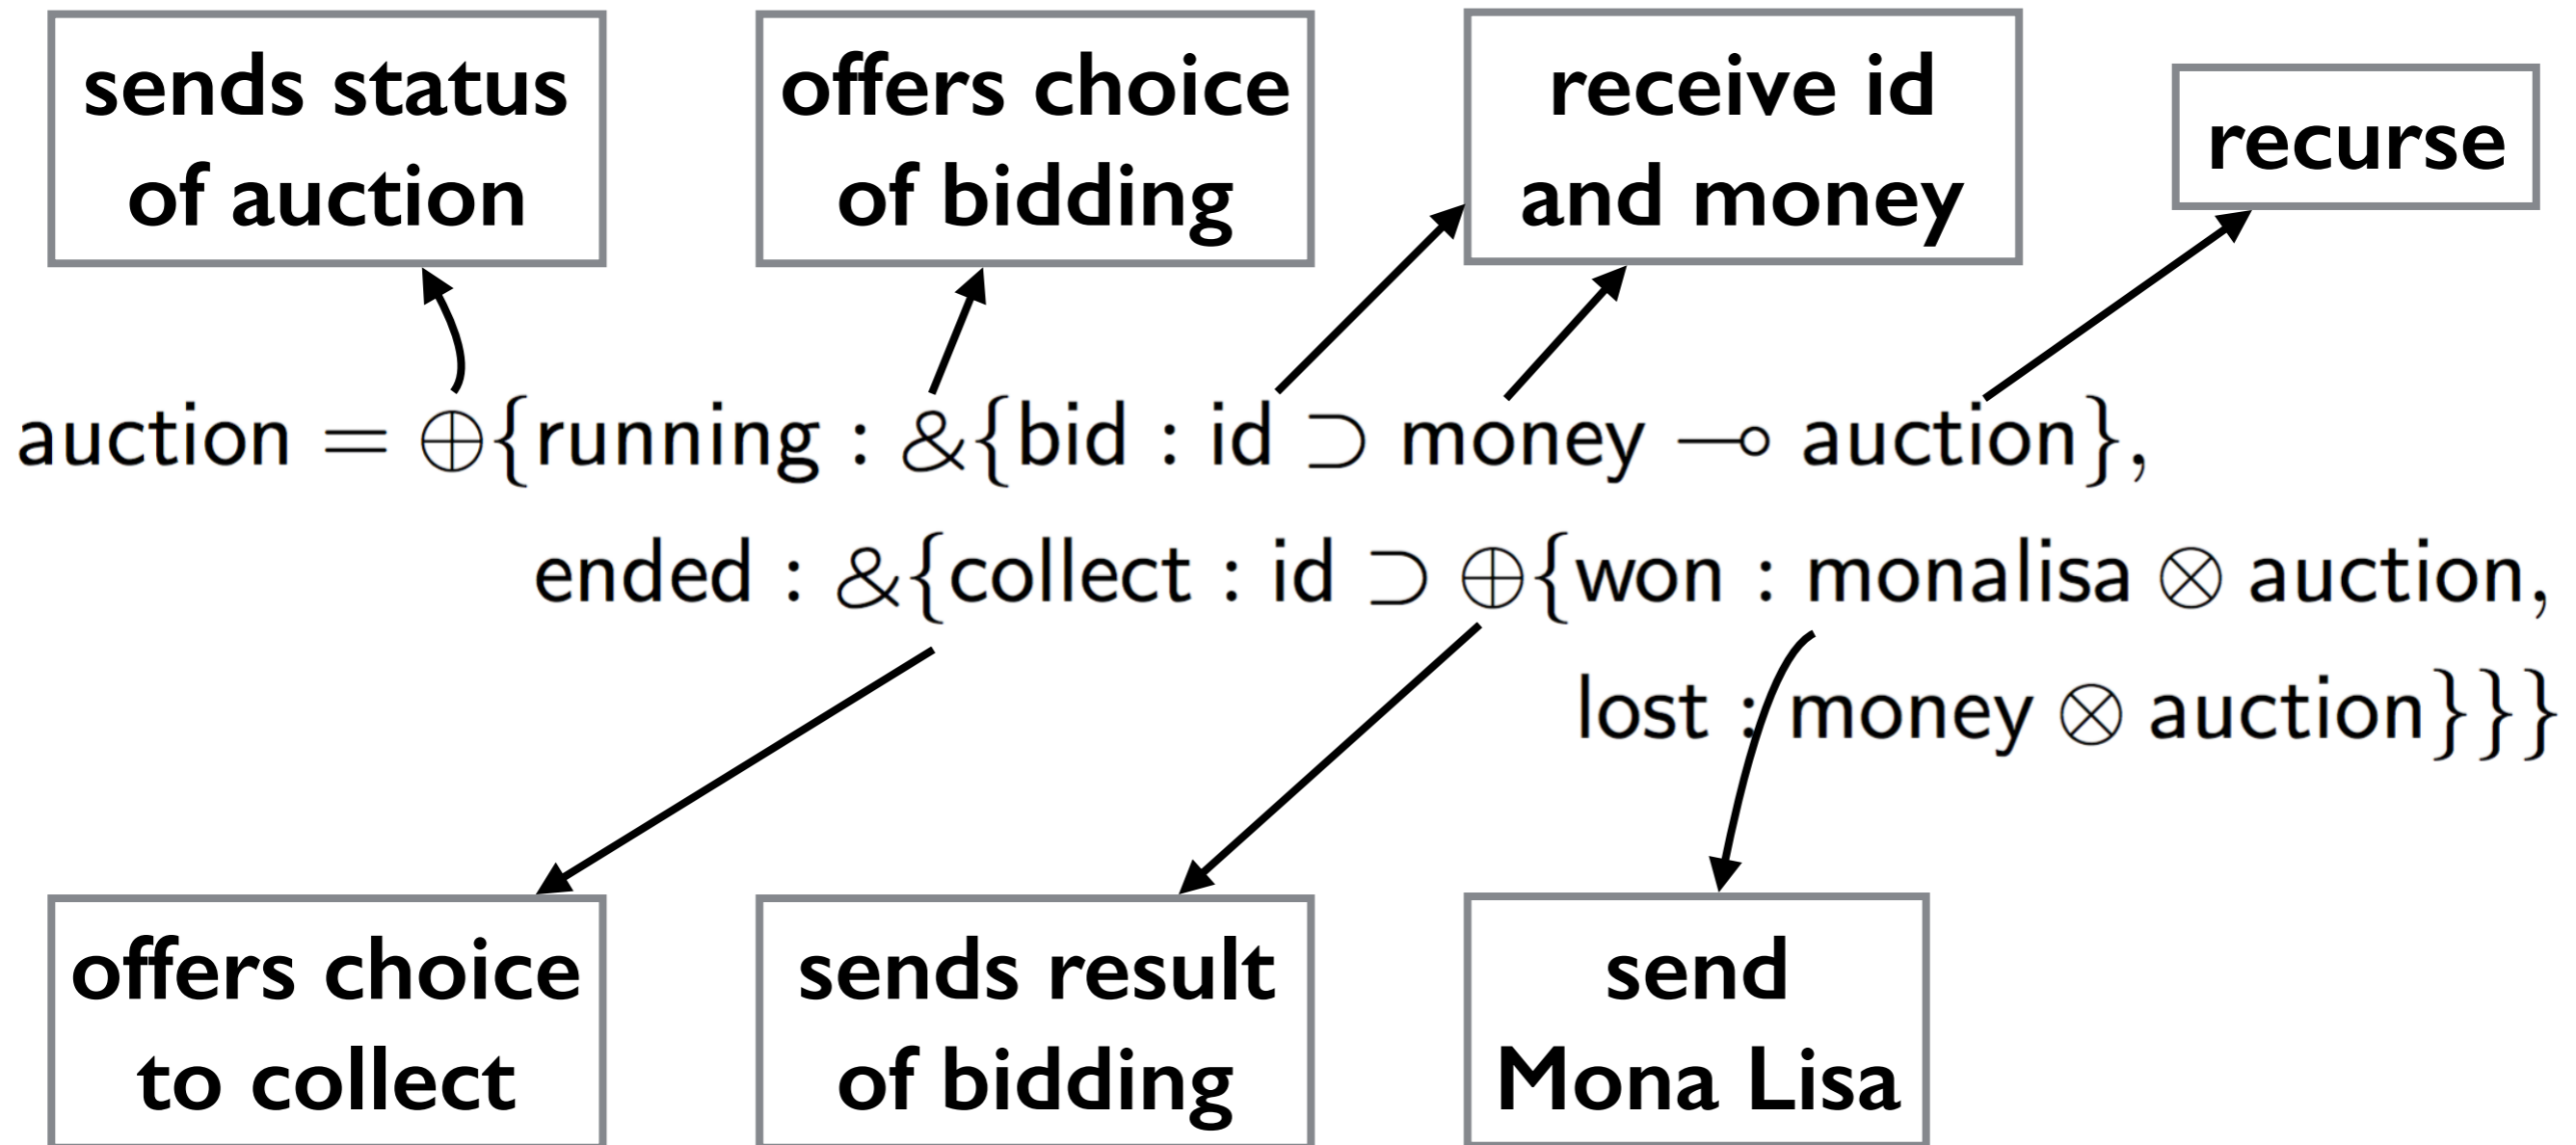 sends status
of auction
offers choice
of bidding
receive id
and money
recurse
auction = ⊕{running : &{bid : id ⊃ money ⊸ auction},
ended : &{collect : id ⊃ ⊕{won : monalisa ⊗ auction,
lost : money ⊗ auction}}}
offers choice
to collect
sends result
of bidding
send
Mona Lisa